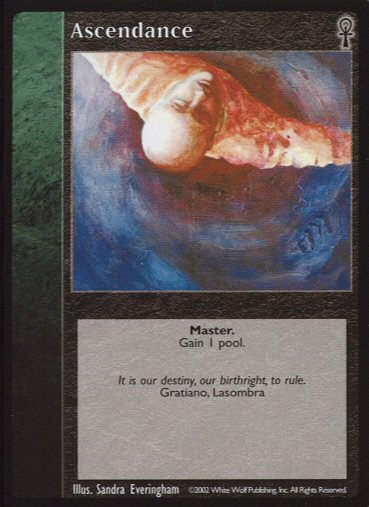 Ascendance
Master.
Gain 1 pool.
It is our destiny, our birthright, to rule.
Gratiano, Lasombra
Illus. Sandra Everingham ©2002 White Wolf Publishing, Inc. All Rights Reserved.